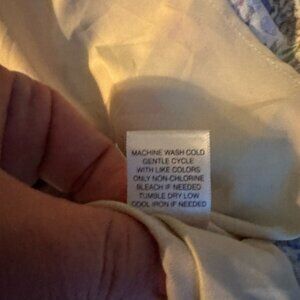 MACHINE WASH COLD
GENTLE CYCLE
WITH LIKE COLORS
ONLY NON-CHLORINE
BLEACH IF NEEDED
TUMBLE DRY LOW
COOL IRON IF NEEDED